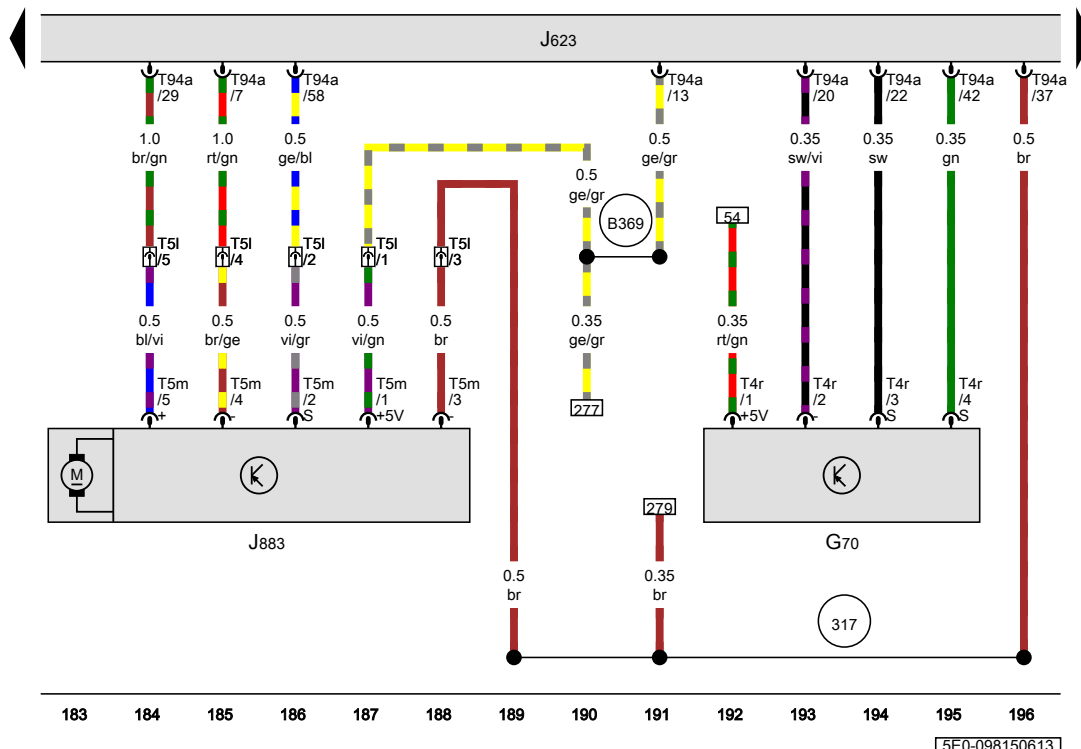 J623
T94a T94a T94a T94a T94a T94a T94a T94a
/29 /7 /58 /13 /20 /22 /42 /37
1.0 1.0 0.5 0.5 0.35 0.35 0.35 0.5
br/gn rt/gn ge/bl ge/gr sw/vi sw gn br
0.5
ge/gr
B369
54
T5l T5l T5l T5l T5l
/5 /4 /2 /1 /3
0.5 0.5 0.5 0.5 0.5 0.35 0.35
bl/vi br/ge vi/gr vi/gn br ge/gr rt/gn
T5m T5m T5m T5m T5m T4r T4r T4r T4r
/5 /4 /2 /1 /3 /1 /2 /3 /4
+ - S +5V - +5V - S S
277
M
279
J883
G70
0.5 0.35
br br
317
183 184 185 186 187 188 189 190 191 192 193 194 195 196
5E0-098150613